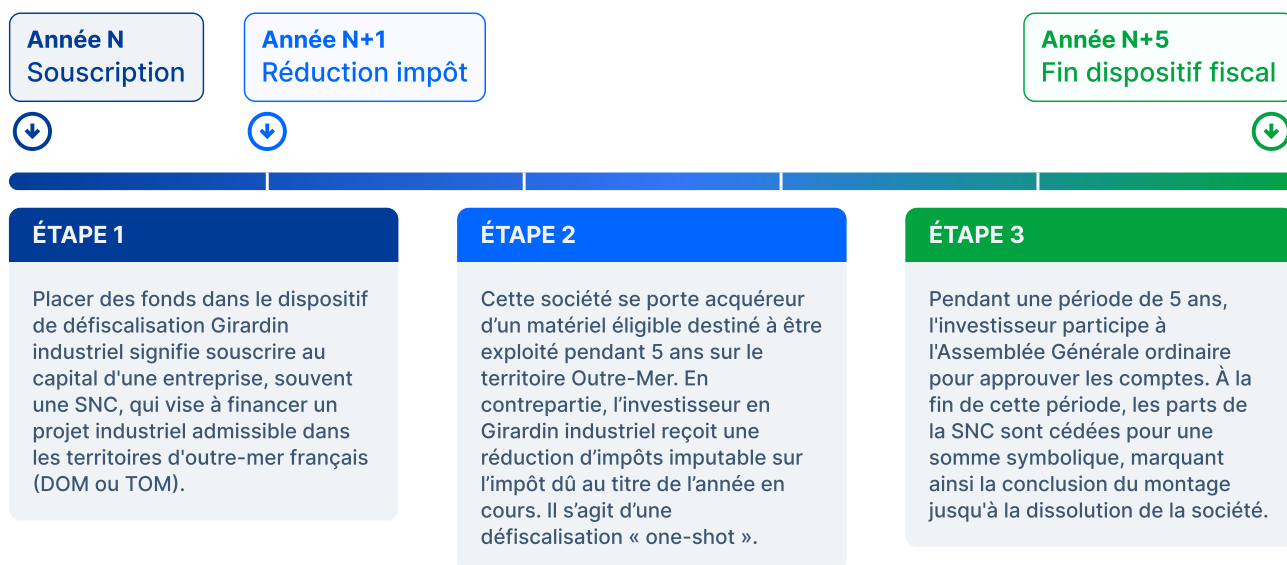 Année N
Souscription
Année N+1
Réduction impôt
Année N+5
Fin dispositif fiscal
ÉTAPE 1
Placer des fonds dans le dispositif
de défiscalisation Girardin
industriel signifie souscrire au
capital d'une entreprise, souvent
une SNC, qui vise à financer un
projet industriel admissible dans
les territoires d'outre-mer français
(DOM ou TOM).
ÉTAPE 2
Cette société se porte acquéreur
d’un matériel éligible destiné à être
exploité pendant 5 ans sur le
territoire Outre-Mer. En
contrepartie, l’investisseur en
Girardin industriel reçoit une
réduction d’impôts imputable sur
l’impôt dû au titre de l’année en
cours. Il s’agit d’une
défiscalisation « one-shot ».
ÉTAPE 3
Pendant une période de 5 ans,
l'investisseur participe à
l'Assemblée Générale ordinaire
pour approuver les comptes. À la
fin de cette période, les parts de
la SNC sont cédées pour une
somme symbolique, marquant
ainsi la conclusion du montage
jusqu'à la dissolution de la société.